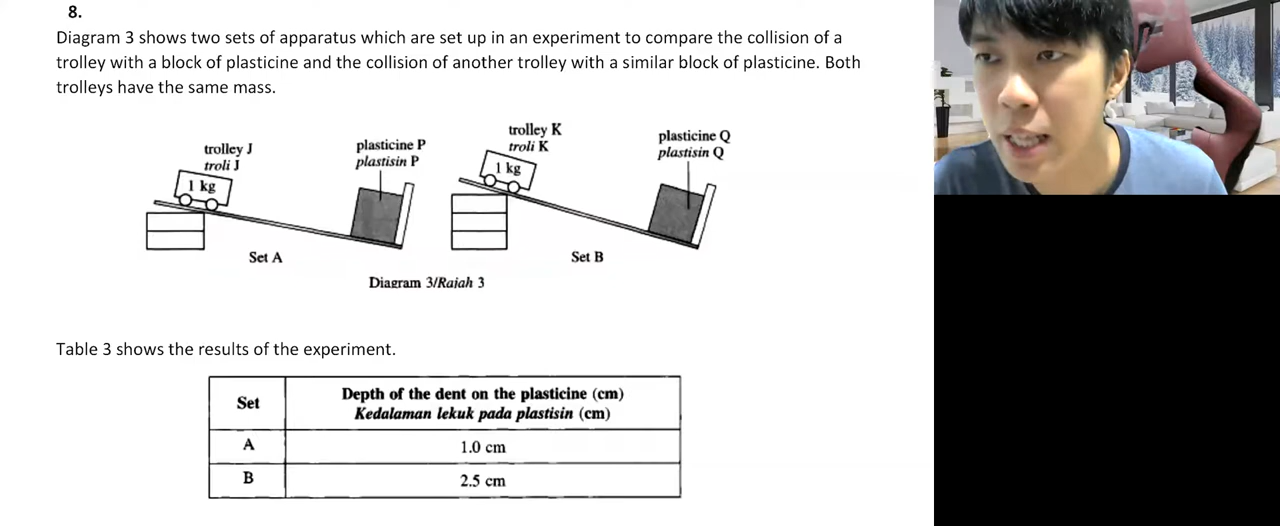 8.
Diagram 3 shows two sets of apparatus which are set up in an experiment to compare the collision of a
trolley with a block of plasticine and the collision of another trolley with a similar block of plasticine. Both
trolleys have the same mass.
trolley J
troli J
1 kg
plasticine P
plastisin P
Set A
trolley K
troli K
1 kg
plasticine Q
plastisin Q
Set B
Diagram 3/Rajah 3
Table 3 shows the results of the experiment.
Set
Depth of the dent on the plasticine (cm)
Kedalaman lekuk pada plastisin (cm)
A
1.0 cm
B
2.5 cm